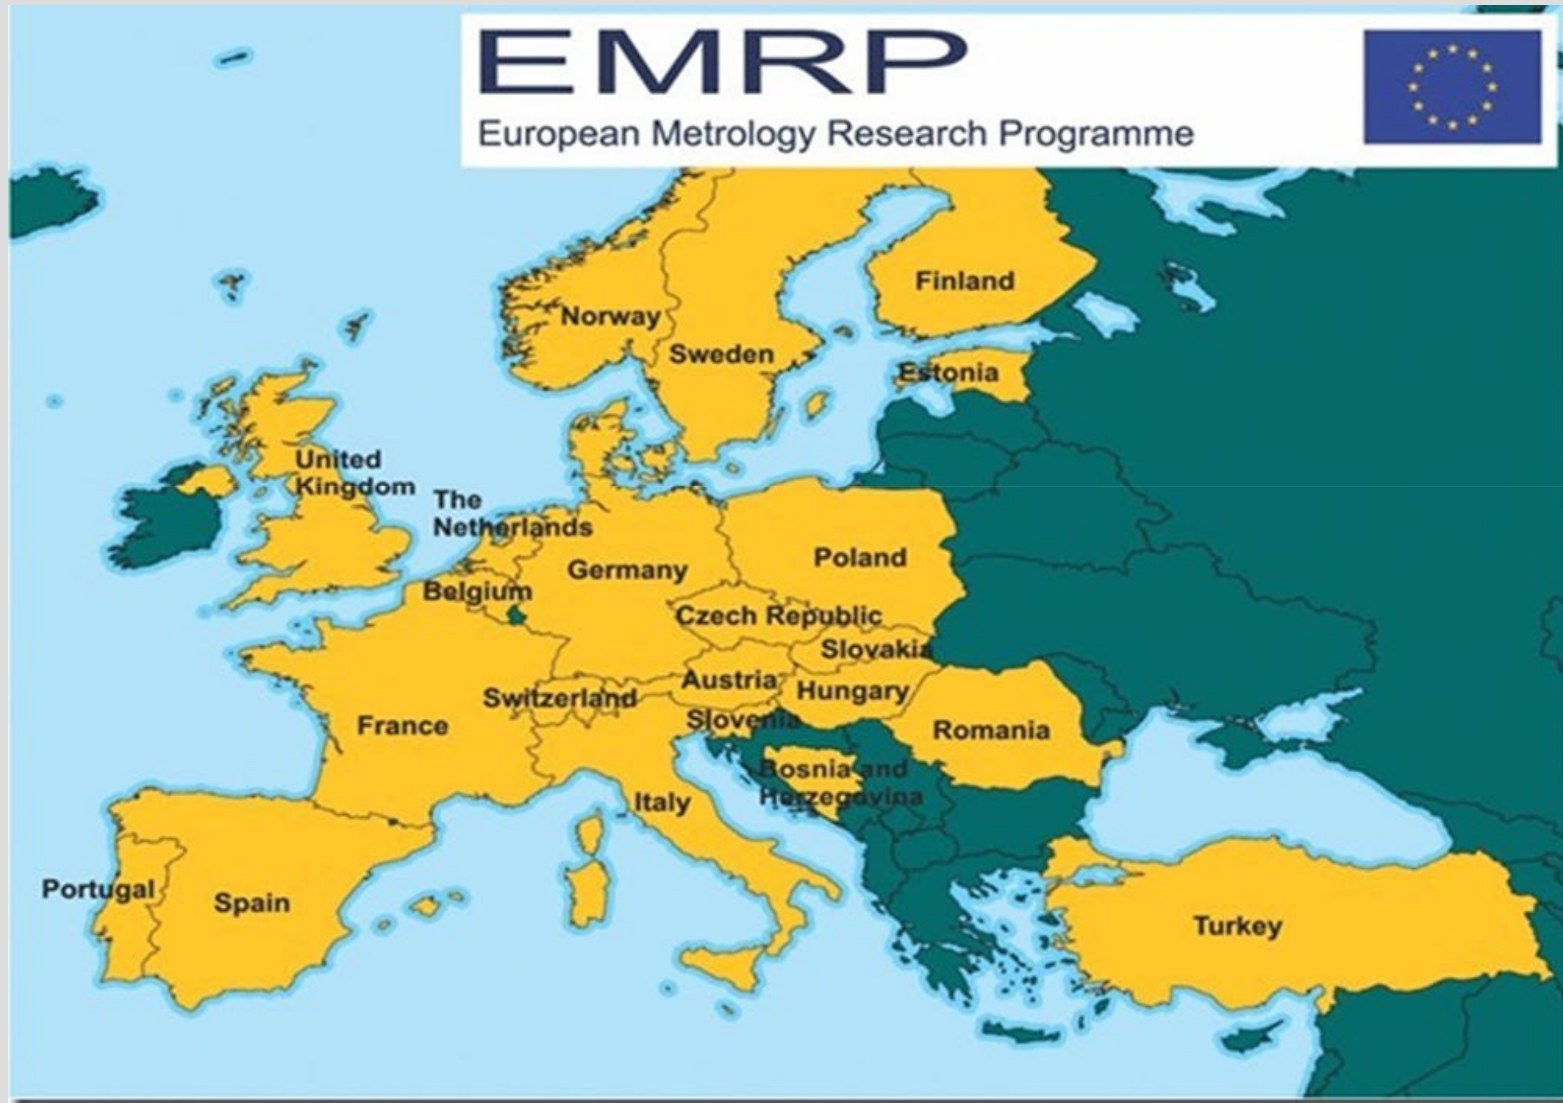 EMRP
European Metrology Research Programme
Finland
Norway
Sweden
Estonia
United
Kingdom
The
Netherlands
Germany
Poland
Belgium
Czech Republic
Slovakia
Austria
Hungary
Switzerland
Slovenia
France
Romania
Bosnia and
Herzegovina
Italy
Portugal
Spain
Turkey